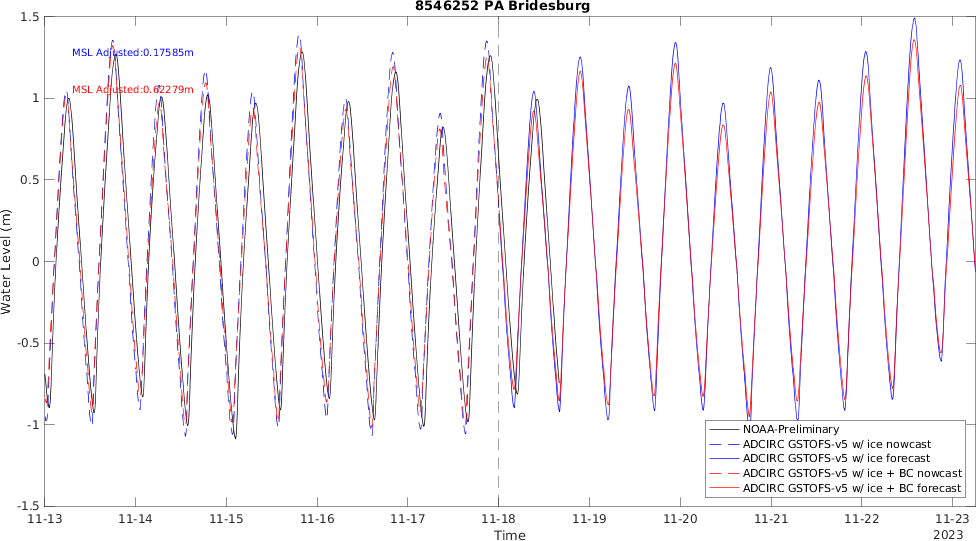 8546252 PA Bridesburg
MSL Adjusted:0.17585m
MSL Adjusted:0.62279m
1.5
1
0.5
0
-0.5
-1
-1.5
Water Level (m)
NOAA-Preliminary
ADCIRC GSTOFS-v5 w/ ice nowcast
ADCIRC GSTOFS-v5 w/ ice forecast
ADCIRC GSTOFS-v5 w/ ice + BC nowcast
ADCIRC GSTOFS-v5 w/ ice + BC forecast
11-13 11-14 11-15 11-16 11-17 11-18 11-19 11-20 11-21 11-22 11-23
Time 2023